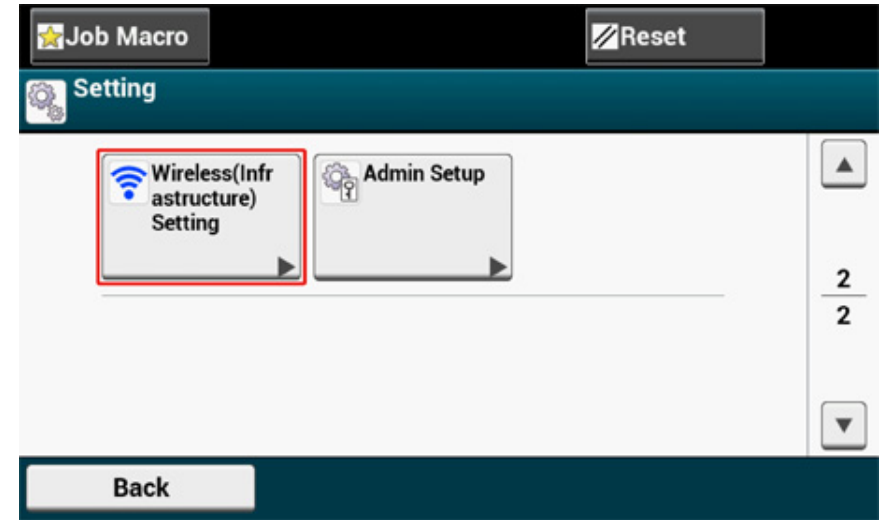 Job Macro
Reset
Setting
Wireless(Infr
astructure)
Setting
Admin Setup
2
2
Back